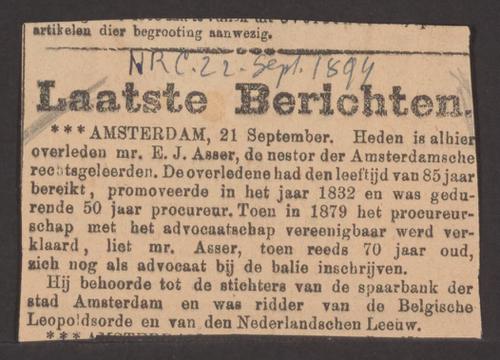 artikelen dier begrooting aanwezig.
NRC. 22 Sept. 1894
Laatste Berichten.
*** AMSTERDAM, 21 September. Heden is alhier
overleden mr. E. J. Asser, de nestor der Amsterdamsche
rechtsgeleerden. De overledene had den leeftijd van 85 jaar
bereikt, promoveerde in het jaar 1832 en was gedu-
rende 50 jaar procureur. Toen in 1879 het procureur-
schap met het advocaatschap vereenigbaar werd ver-
klaard, liet mr. Asser, toen reeds 70 jaar oud,
zich nog als advocaat bij de balie inschrijven.
Hij behoorde tot de stichters van de spaarbank der
stad Amsterdam en was ridder van de Belgische
Leopoldsorde en van den Nederlandschen Leeuw.